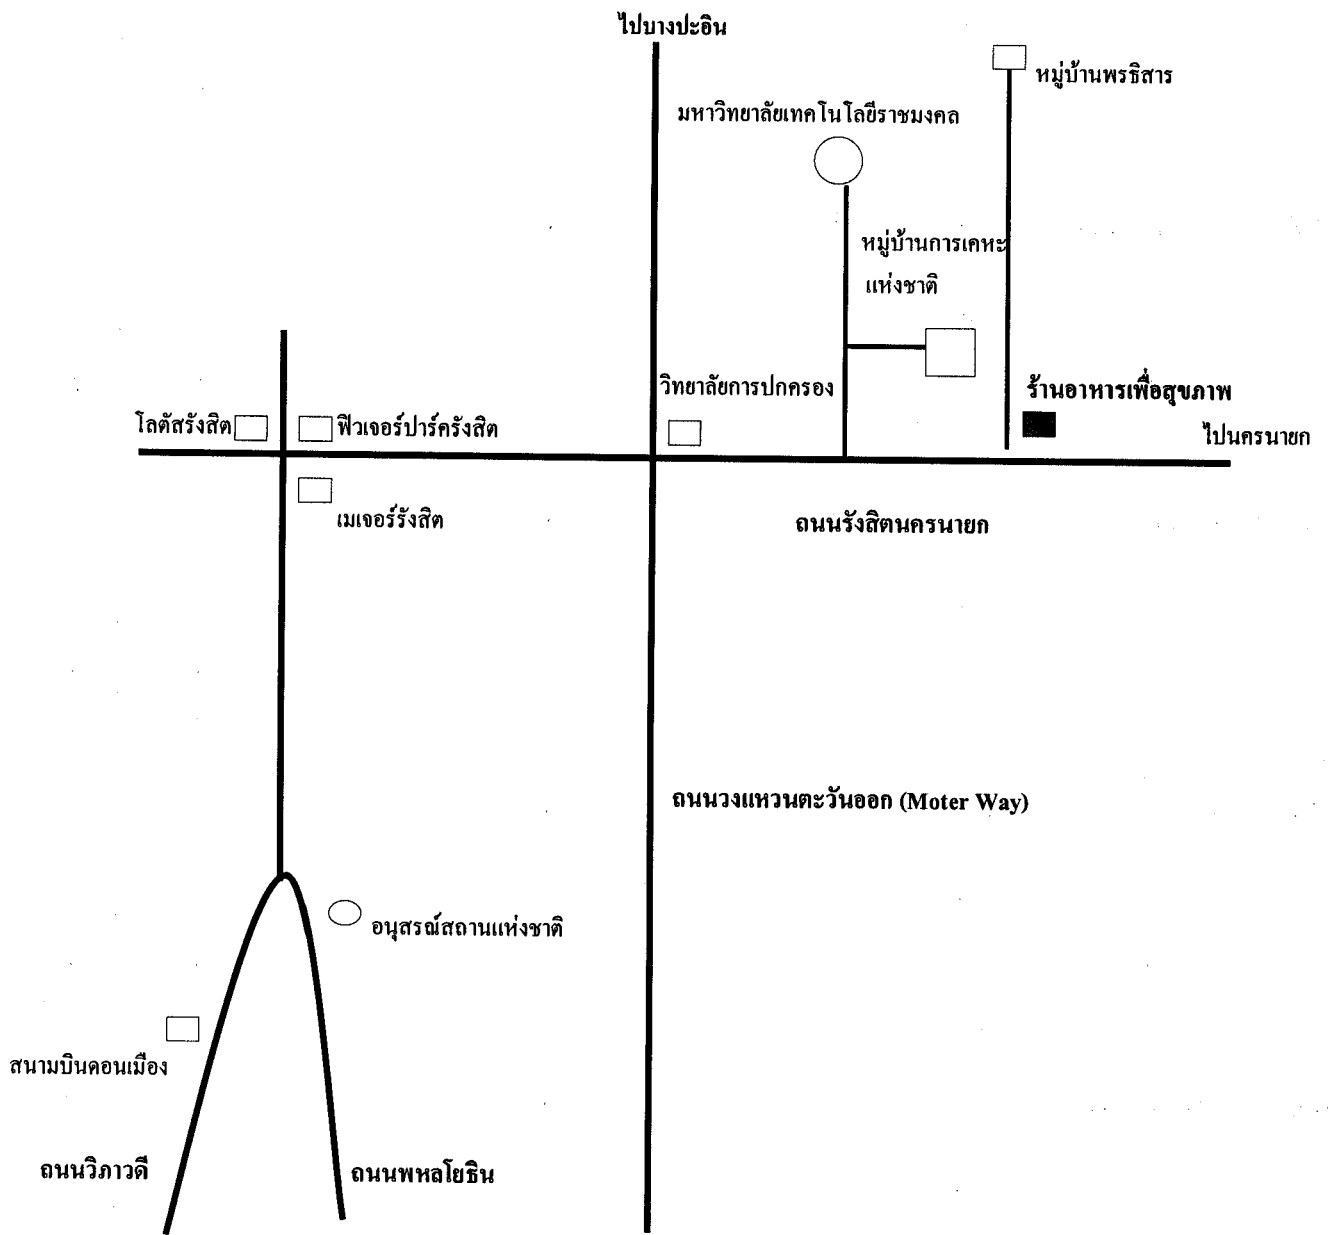 ไปบางปะอิน
หมู่บ้านพรธิสาร
มหาวิทยาลัยเทคโนโลยีราชมงคล
หมู่บ้านการเคหะ
แห่งชาติ
วิทยาลัยการปกครอง
ร้านอาหารเพื่อสุขภาพ
โลตัสรังสิต
ฟิวเจอร์ปาร์ครังสิต
ไปนครนายก
เมเจอร์รังสิต
ถนนรังสิตนครนายก
ถนนวงแหวนตะวันออก (Moter Way)
อนุสรณ์สถานแห่งชาติ
สนามบินดอนเมือง
ถนนวิภาวดี
ถนนพหลโยธิน